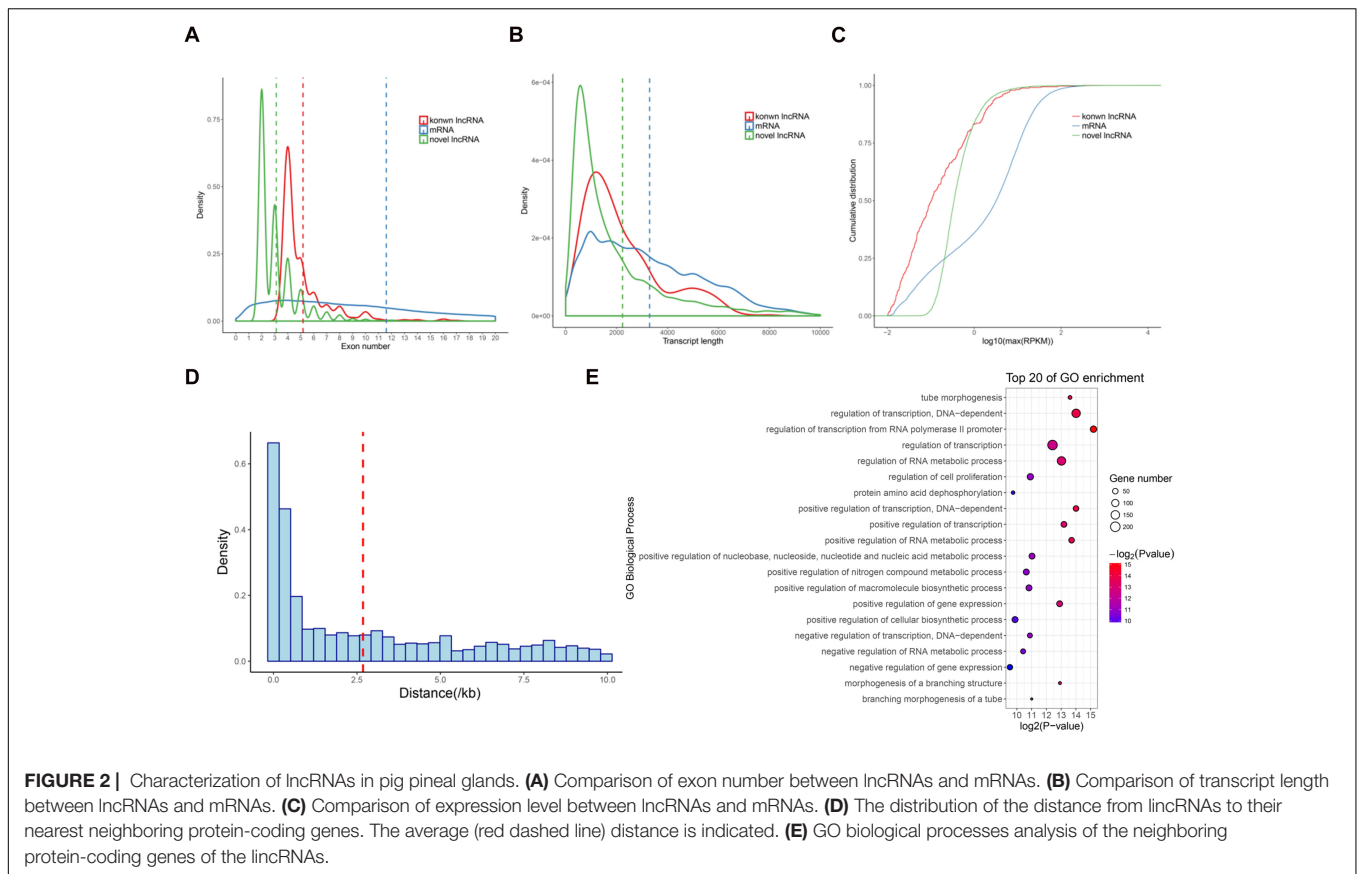 A
B
C
0.75
0.50
0.25
0.00
Density
0 1 2 3 4 5 6 7 8 9 10 11 12 13 14 15 16 17 18 19 20
Exon number
konwn lncRNA
mRNA
novel lncRNA
6e−04
4e−04
2e−04
0e+00
Density
0 2000 4000 6000 8000 10000
Transcript length
konwn lncRNA
mRNA
novel lncRNA
1.00
0.75
0.50
0.25
0.00
Cumulative distribution
−2 0 2 4
log10(max(RPKM))
konwn lncRNA
mRNA
novel lncRNA
D
E
0.6
0.4
0.2
0.0
Density
0.0 2.5 5.0 7.5 10.0
Distance(/kb)
Top 20 of GO enrichment
GO Biological Process
tube morphogenesis
regulation of transcription, DNA−dependent
regulation of transcription from RNA polymerase II promoter
regulation of transcription
regulation of RNA metabolic process
regulation of cell proliferation
protein amino acid dephosphorylation
positive regulation of transcription, DNA−dependent
positive regulation of transcription
positive regulation of RNA metabolic process
positive regulation of nucleobase, nucleoside, nucleotide and nucleic acid metabolic process
positive regulation of nitrogen compound metabolic process
positive regulation of macromolecule biosynthetic process
positive regulation of gene expression
positive regulation of cellular biosynthetic process
negative regulation of transcription, DNA−dependent
negative regulation of RNA metabolic process
negative regulation of gene expression
morphogenesis of a branching structure
branching morphogenesis of a tube
10 11 12 13 14 15
log2(P−value)
Gene number
50
100
150
200
−log2(Pvalue)
15
14
13
12
11
10
FIGURE 2 | Characterization of lncRNAs in pig pineal glands. (A) Comparison of exon number between lncRNAs and mRNAs. (B) Comparison of transcript length
between lncRNAs and mRNAs. (C) Comparison of expression level between lncRNAs and mRNAs. (D) The distribution of the distance from lincRNAs to their
nearest neighboring protein-coding genes. The average (red dashed line) distance is indicated. (E) GO biological processes analysis of the neighboring
protein-coding genes of the lincRNAs.